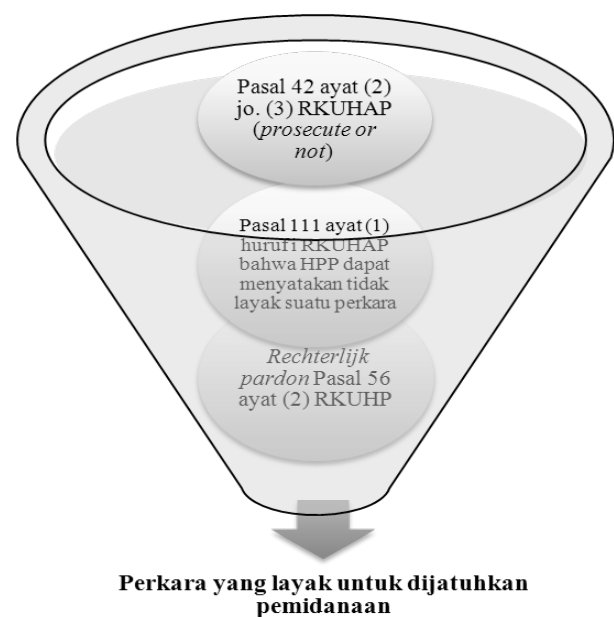 Pasal 42 ayat (2)
jo. (3) RKUHAP
(prosecute or
not)
Pasal 111 ayat (1)
huruf i RKUHAP
bahwa HPP dapat
menyatakan tidak
layak suatu perkara
Rechterlijk
pardon Pasal 56
ayat (2) RKUHP
Perkara yang layak untuk dijatuhkan
pemidanaan